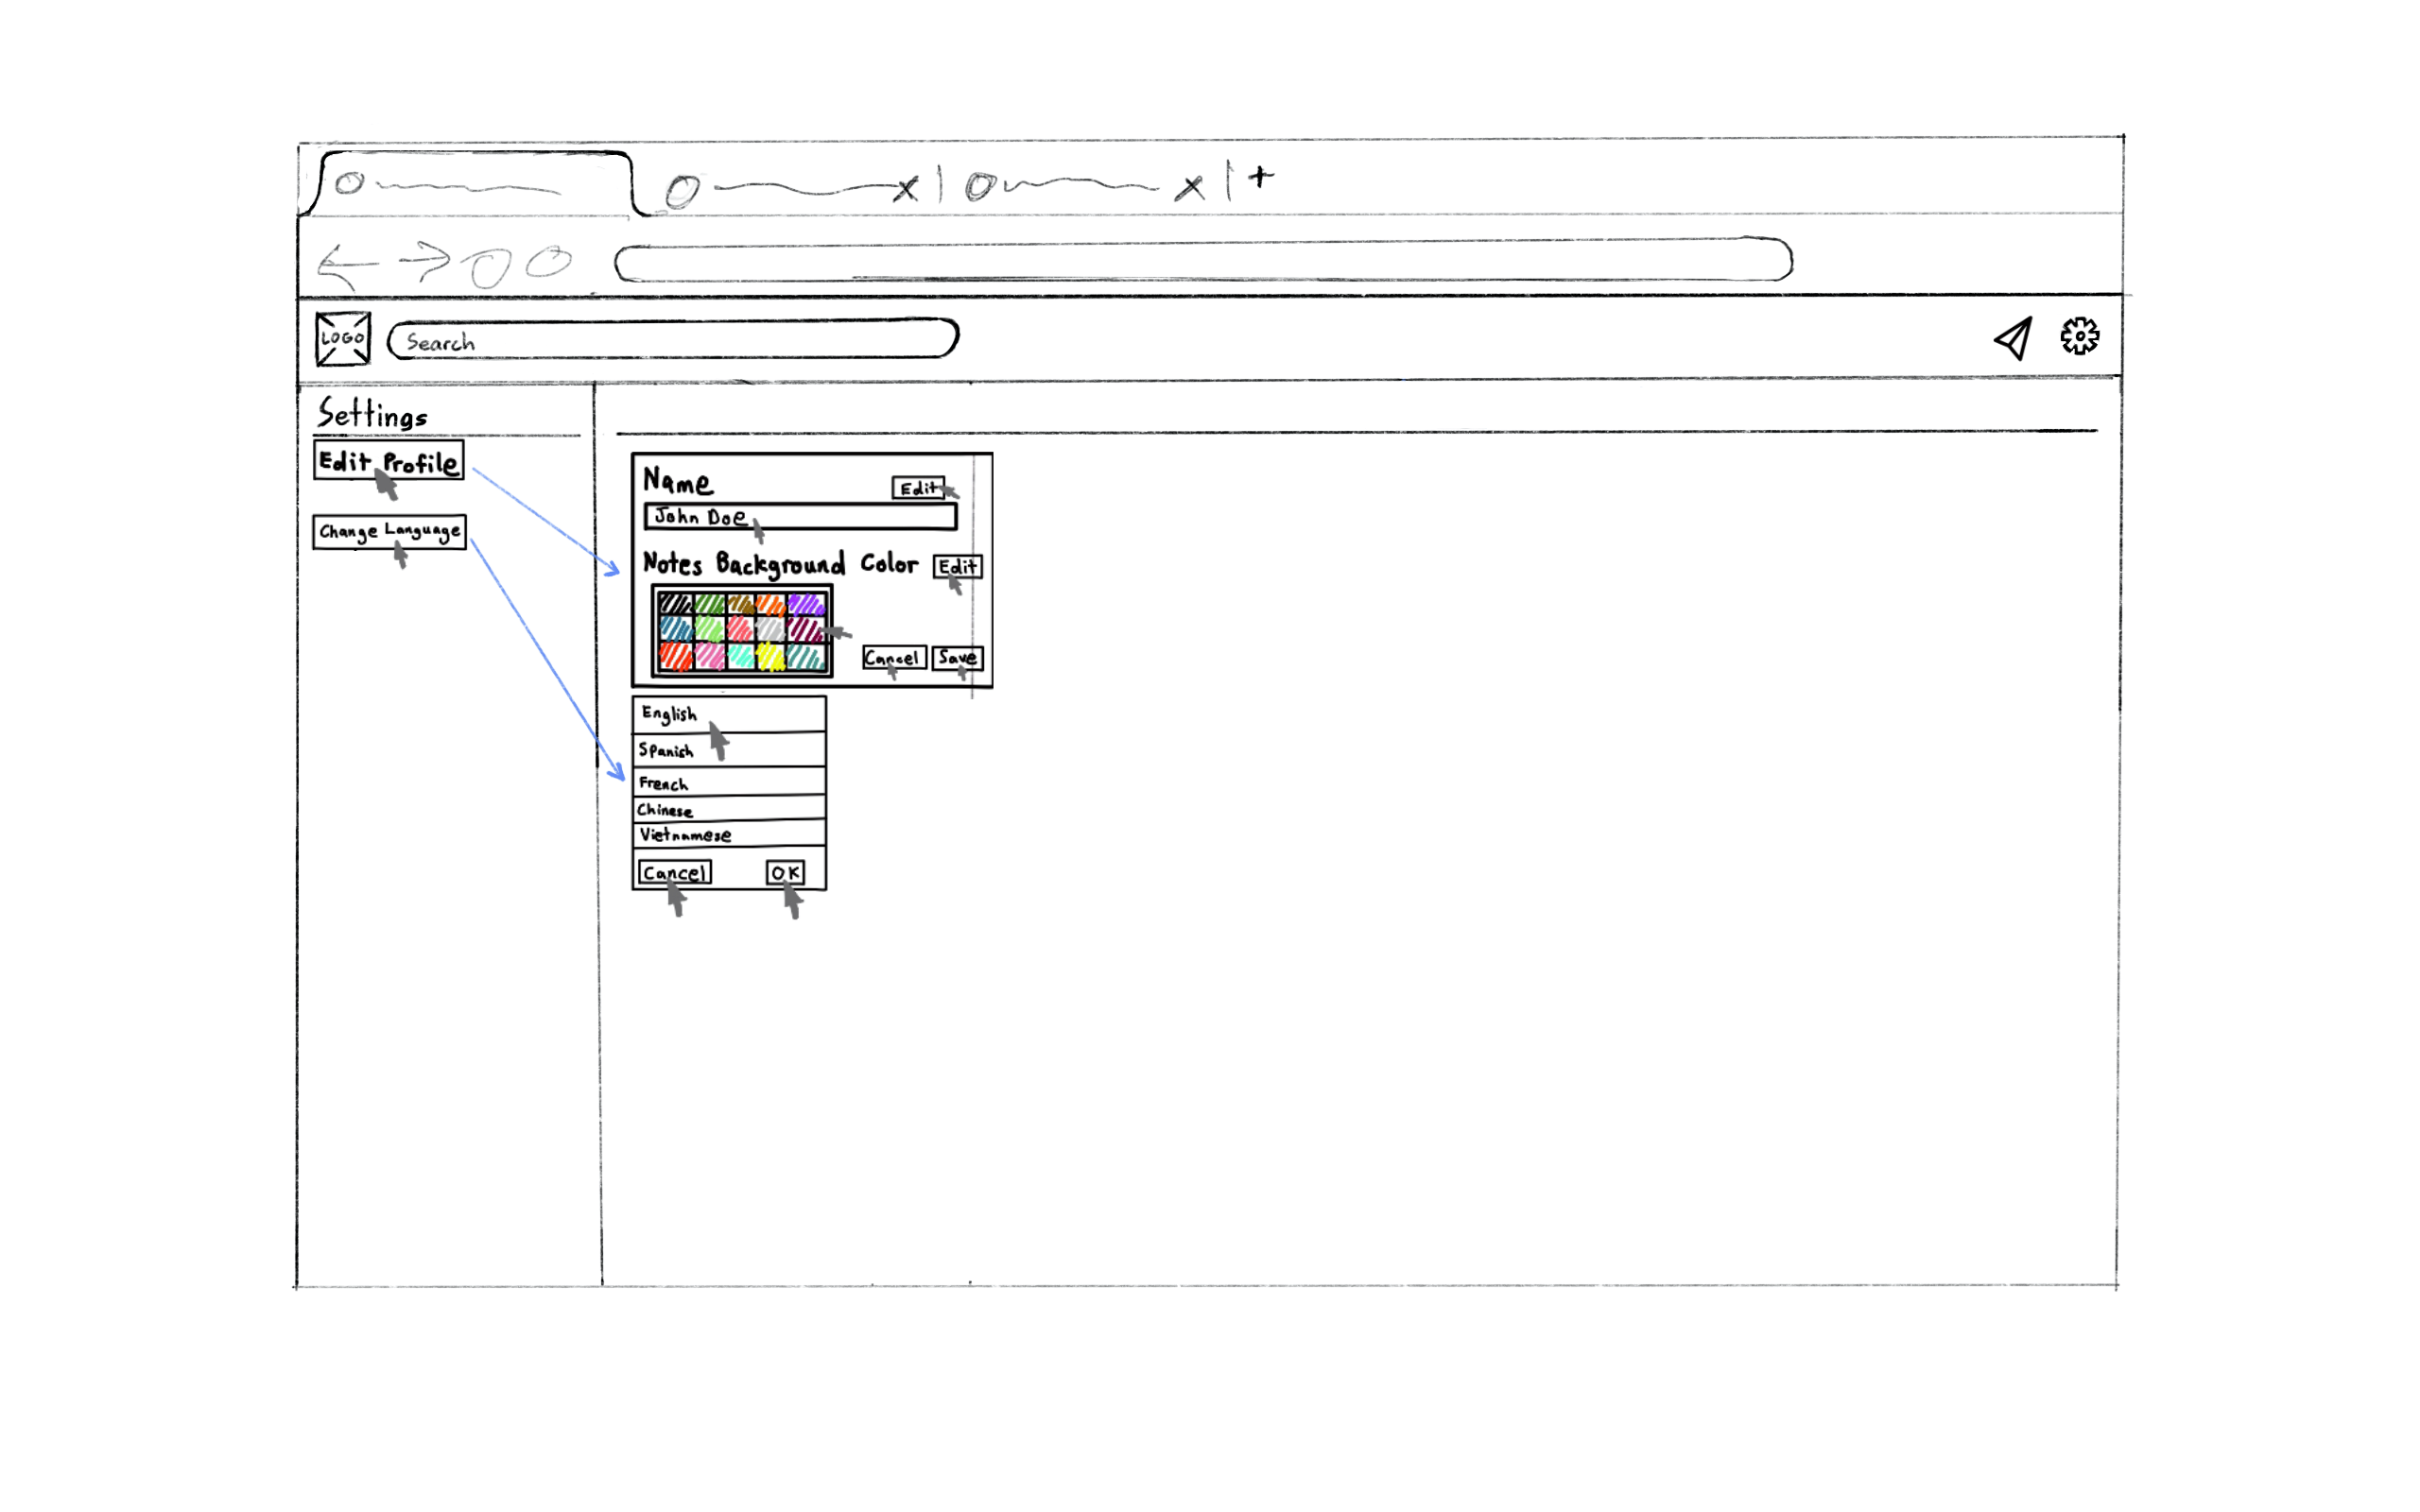 LOGO
Search
Settings
Edit Profile
Change Language
Name
Edit
John Doe
Notes Background Color
Edit
Cancel
Save
English
Spanish
French
Chinese
Vietnamese
Cancel
OK